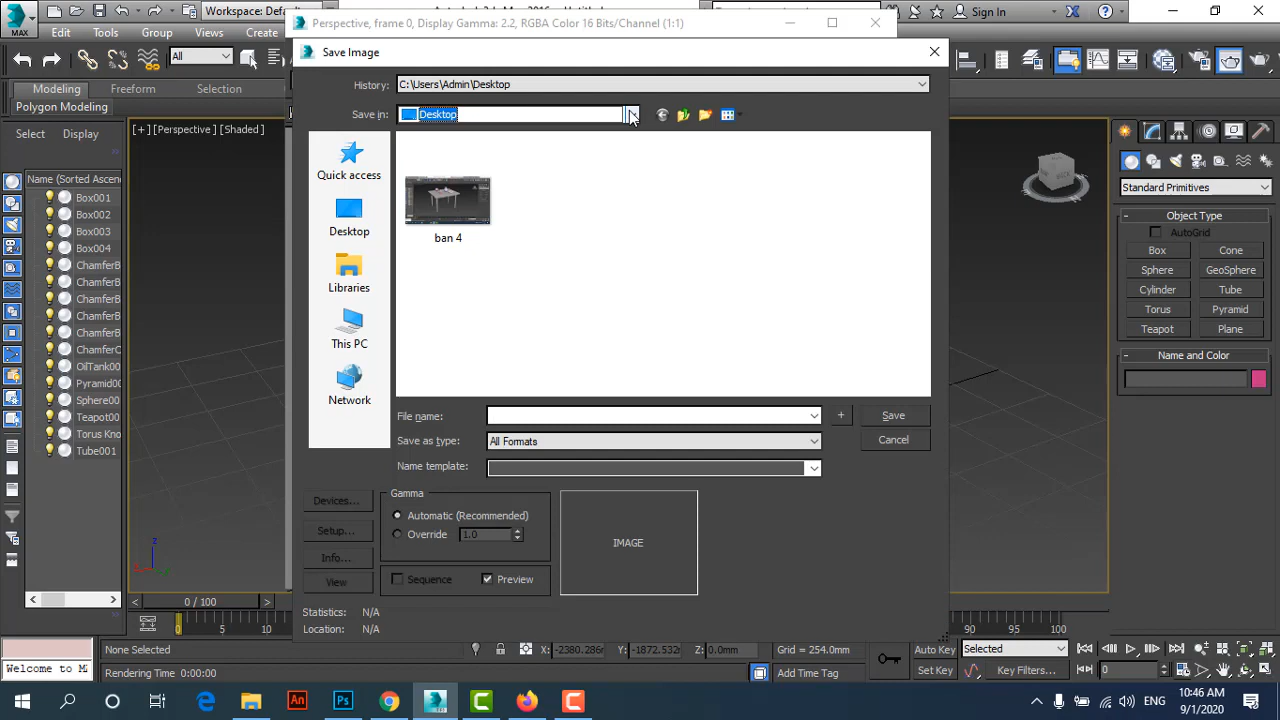 Perspective, frame 0, Display Gamma: 2.2, RGBA Color 16 Bits/Channel (1:1)
Sign In
MAX
Edit
Tools
Group
Views
Create
Save Image
All
History:
C:\Users\Admin\Desktop
Modeling
Freeform
Selection
Polygon Modeling
Save in:
Desktop
Select
Display
[+] [Perspective] [Shaded]
Name (Sorted Ascen
Box001
Box002
Box003
Box004
ChamferB
ChamferB
ChamferB
ChamferB
ChamferB
ChamferC
OilTank00
Pyramid00
Sphere00
Teapot00
Torus Kno
Tube001
Quick access
Desktop
Libraries
This PC
Network
ban 4
Standard Primitives
Object Type
AutoGrid
Box
Cone
Sphere
GeoSphere
Cylinder
Tube
Torus
Pyramid
Teapot
Plane
Name and Color
File name:
Save
Save as type:
All Formats
Cancel
Name template:
Devices...
Setup...
Info...
View
Gamma
Automatic (Recommended)
Override
1.0
Sequence
Preview
IMAGE
Statistics:
N/A
Location:
N/A
0 / 100
0
5
10
90
95
100
None Selected
X: -2380.286
Y: -1872.532
Z: 0.0mm
Grid = 254.0mm
Auto Key
Selected
Welcome to M
Rendering Time 0:00:00
Add Time Tag
Set Key
Key Filters...
0
An
Ps
ENG
10:46 AM
9/1/2020